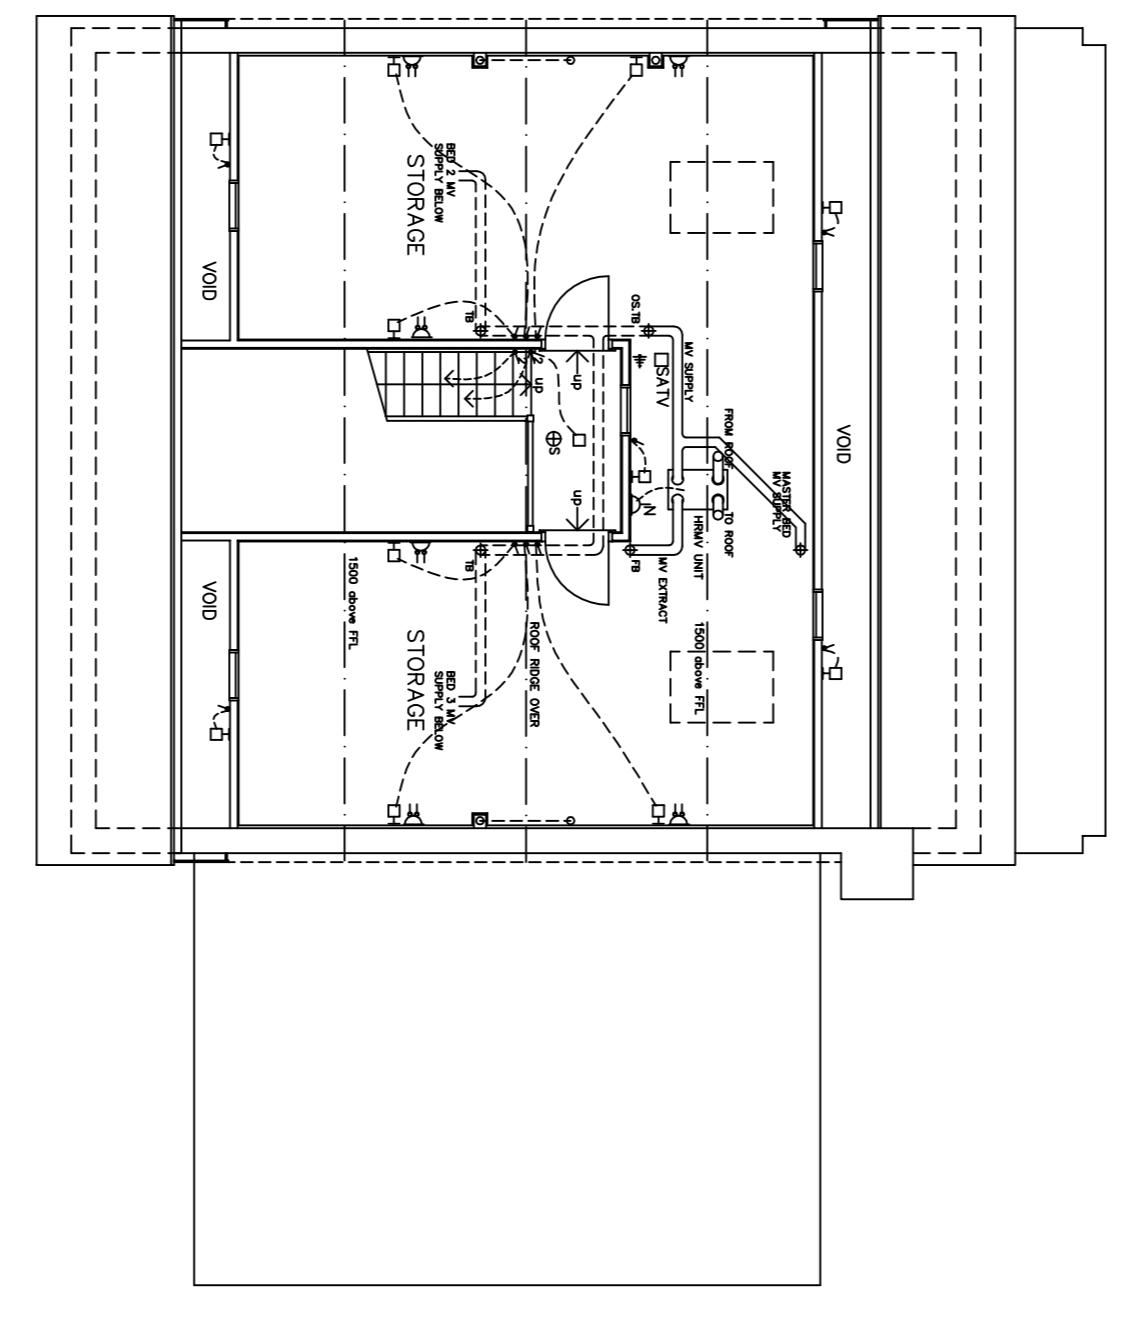 BED 2 MV
SUPPLY BELOW
STORAGE
VOID
TB
OS.TB
MV SUPPLY
SATV
FROM ROOF
VOID
2
2
up
up
S
up
N
MASTER BED
MV SUPPLY
TO ROOF
HRMV UNIT
TB
FB
MV EXTRACT
VOID
1500 above FFL
STORAGE
BED 3 MV
SUPPLY BELOW
ROOF RIDGE OVER
1500 above FFL